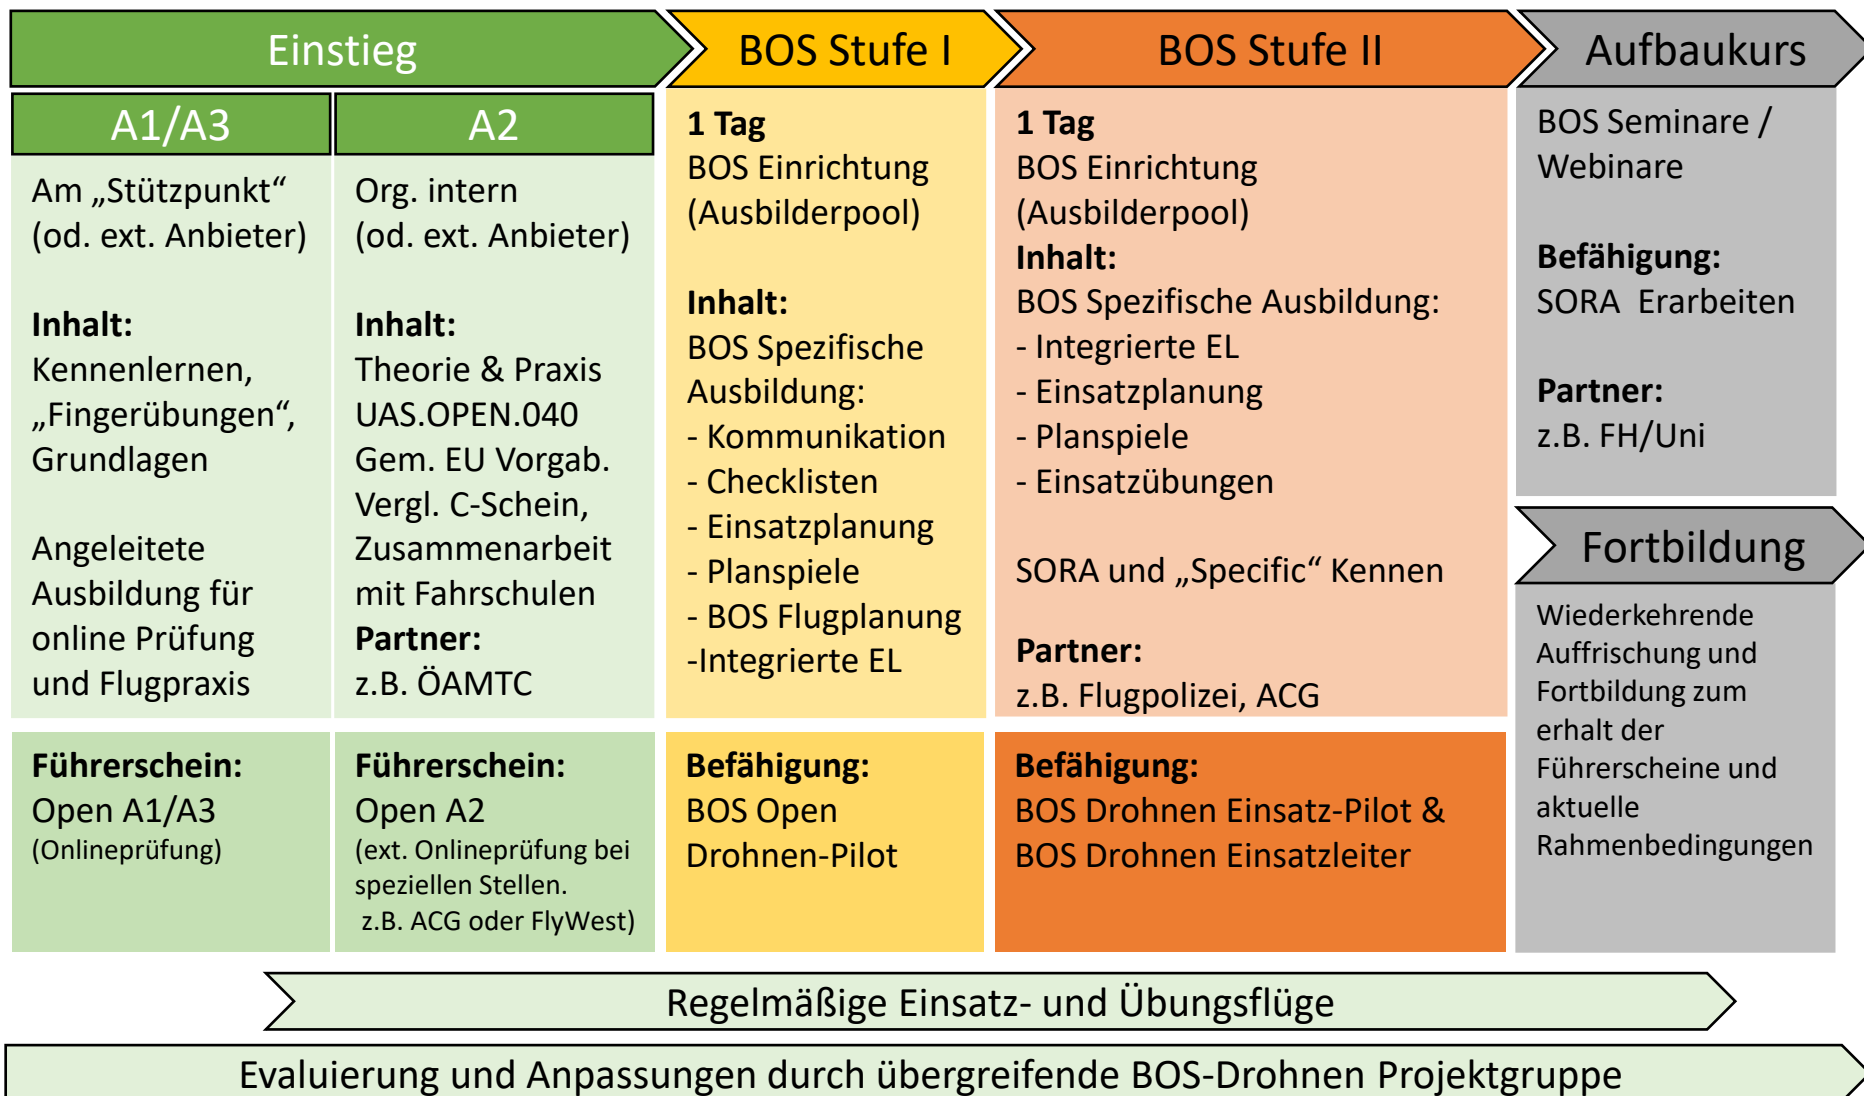 Einstieg
A1/A3
Am „Stützpunkt“
(od. ext. Anbieter)
Inhalt:
Kennenlernen,
„Fingerübungen“,
Grundlagen
Angeleitete
Ausbildung für
online Prüfung
und Flugpraxis
Führerschein:
Open A1/A3
(Onlineprüfung)
A2
Org. intern
(od. ext. Anbieter)
Inhalt:
Theorie & Praxis
UAS.OPEN.040
Gem. EU Vorgab.
Vergl. C-Schein,
Zusammenarbeit
mit Fahrschulen
Partner:
z.B. ÖAMTC
Führerschein:
Open A2
(ext. Onlineprüfung bei
speziellen Stellen.
z.B. ACG oder FlyWest)
BOS Stufe I
1 Tag
BOS Einrichtung
(Ausbilderpool)
Inhalt:
BOS Spezifische
Ausbildung:
- Kommunikation
- Checklisten
- Einsatzplanung
- Planspiele
- BOS Flugplanung
-Integrierte EL
Befähigung:
BOS Open
Drohnen-Pilot
BOS Stufe II
1 Tag
BOS Einrichtung
(Ausbilderpool)
Inhalt:
BOS Spezifische Ausbildung:
- Integrierte EL
- Einsatzplanung
- Planspiele
- Einsatzübungen
SORA und „Specific“ Kennen
Partner:
z.B. Flugpolizei, ACG
Befähigung:
BOS Drohnen Einsatz-Pilot &
BOS Drohnen Einsatzleiter
Aufbaukurs
BOS Seminare /
Webinare
Befähigung:
SORA  Erarbeiten
Partner:
z.B. FH/Uni
Fortbildung
Wiederkehrende
Auffrischung und
Fortbildung zum
erhalt der
Führerscheine und
aktuelle
Rahmenbedingungen
Regelmäßige Einsatz- und Übungsflüge
Evaluierung und Anpassungen durch übergreifende BOS-Drohnen Projektgruppe